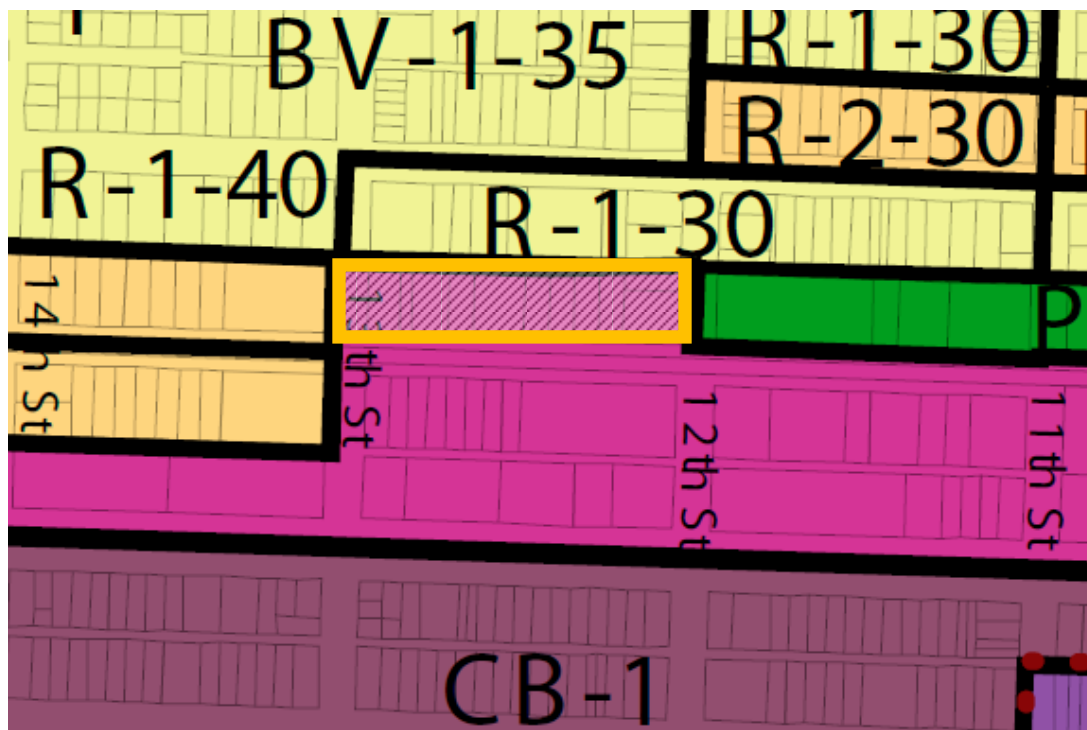 BV-1-35
R-1-30
R-2-30
R-1-40
R-1-30
P
14th St
th St
12th St
11th St
CB-1